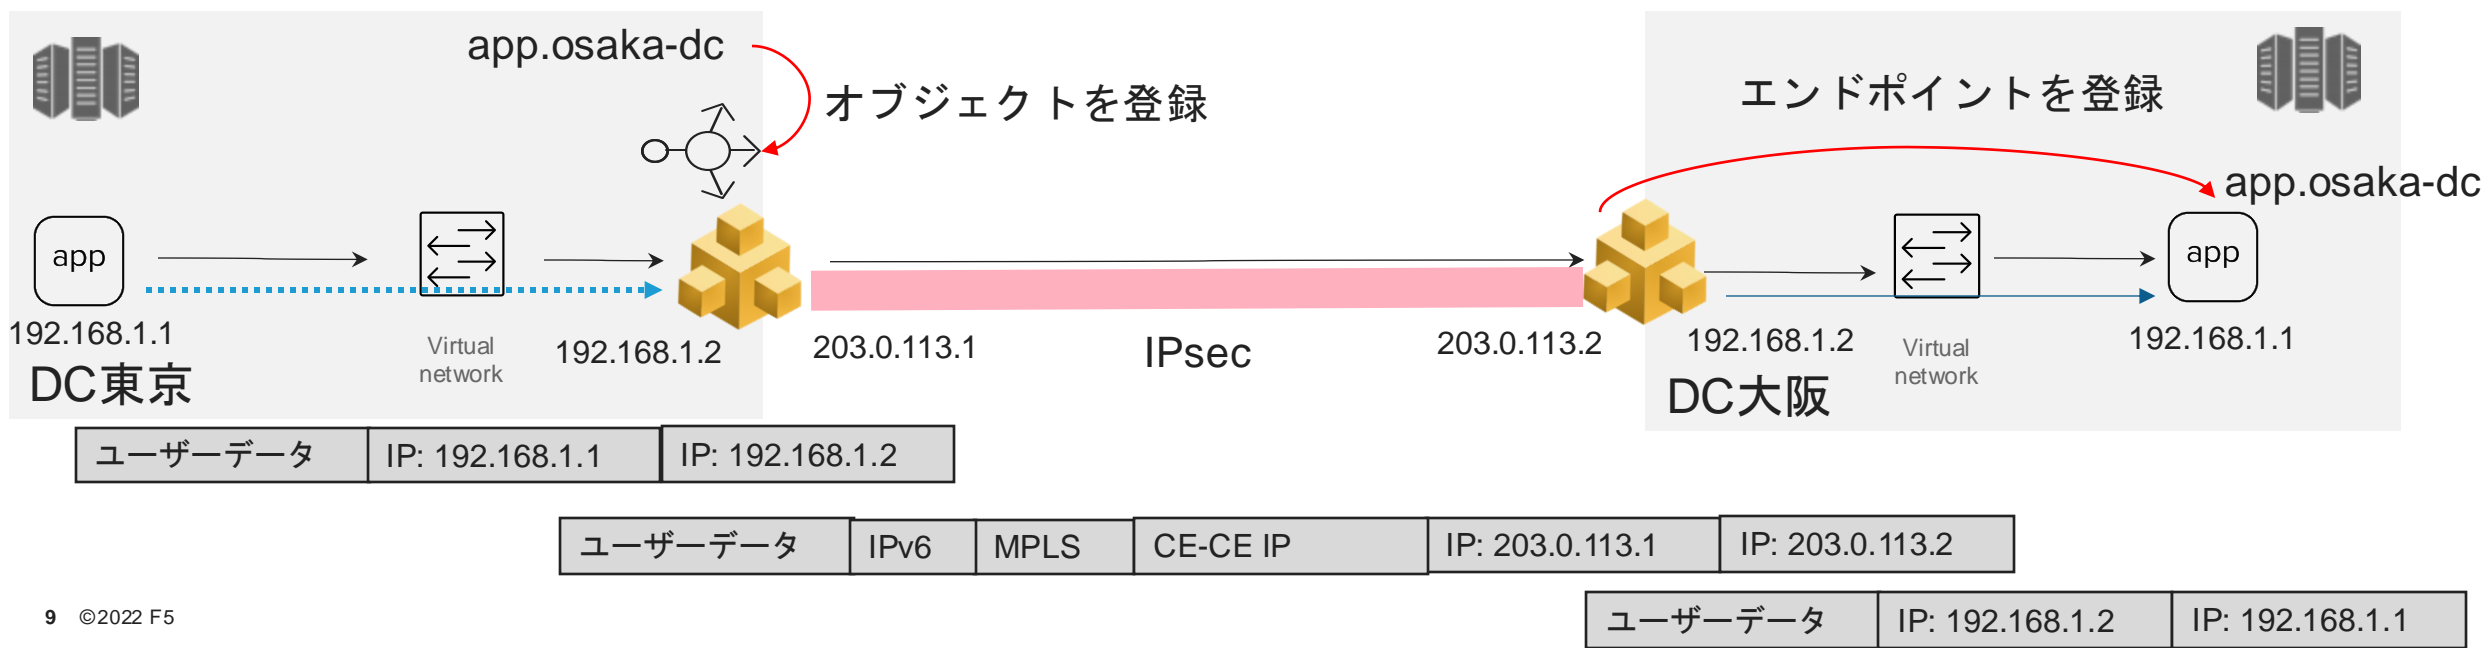 app.osaka-dc
オブジェクトを登録
エンドポイントを登録
app.osaka-dc
app
app
192.168.1.1
Virtual
network
192.168.1.2
203.0.113.1
IPsec
203.0.113.2
192.168.1.2
Virtual
network
192.168.1.1
DC東京
DC大阪
ユーザーデータ IP: 192.168.1.1 IP: 192.168.1.2
ユーザーデータ IPv6 MPLS CE-CE IP IP: 203.0.113.1 IP: 203.0.113.2
ユーザーデータ IP: 192.168.1.2 IP: 192.168.1.1
9 ©2022 F5